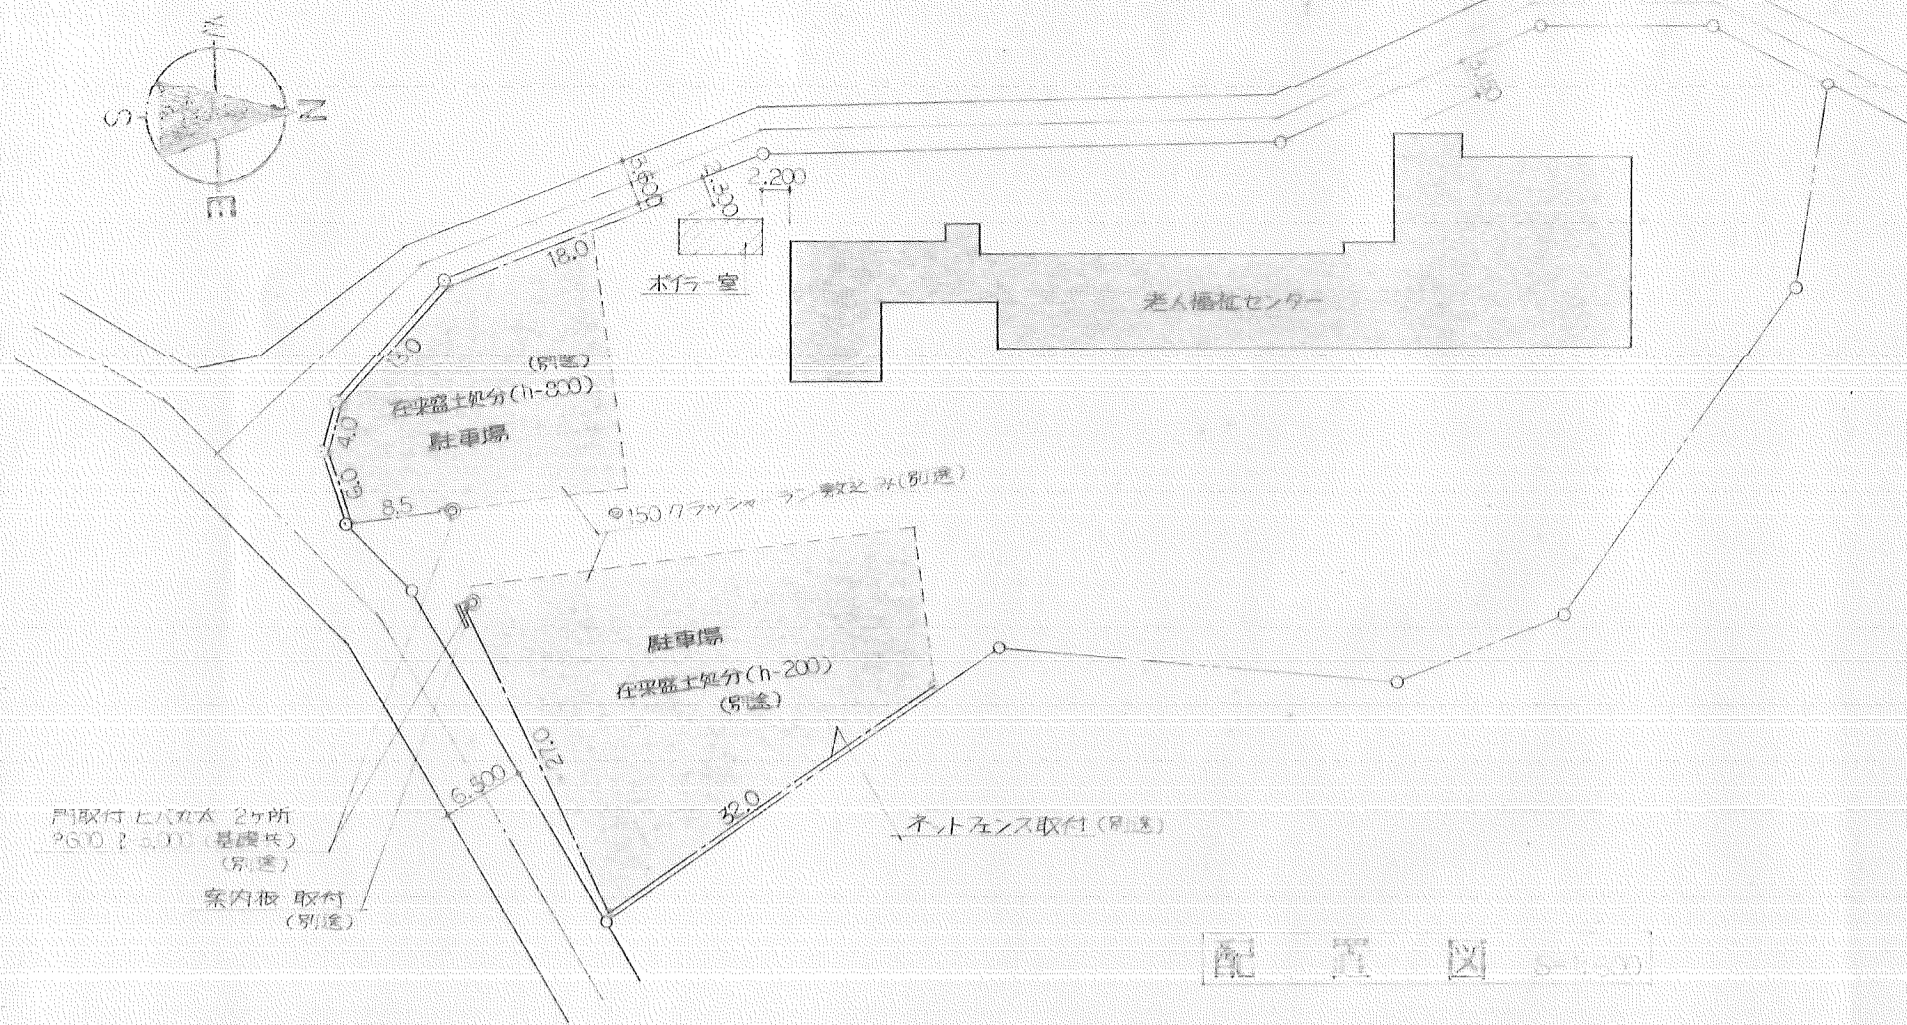 W
S
N
E
3.600
2.200
18.0
ボイラー室
老人福祉センター
(別途)
在来盛土処分(h-800)
駐車場
4.0
6.0
8.5
クラッシャーラン敷込み(別途)
駐車場
在来盛土処分(h-200)
(別途)
27.0
6.500
32.0
ネットフェンス取付(別途)
門取付 ヒバ丸太 2ヶ所
(基礎共)
(別途)
案内板 取付
(別途)
配 置 図